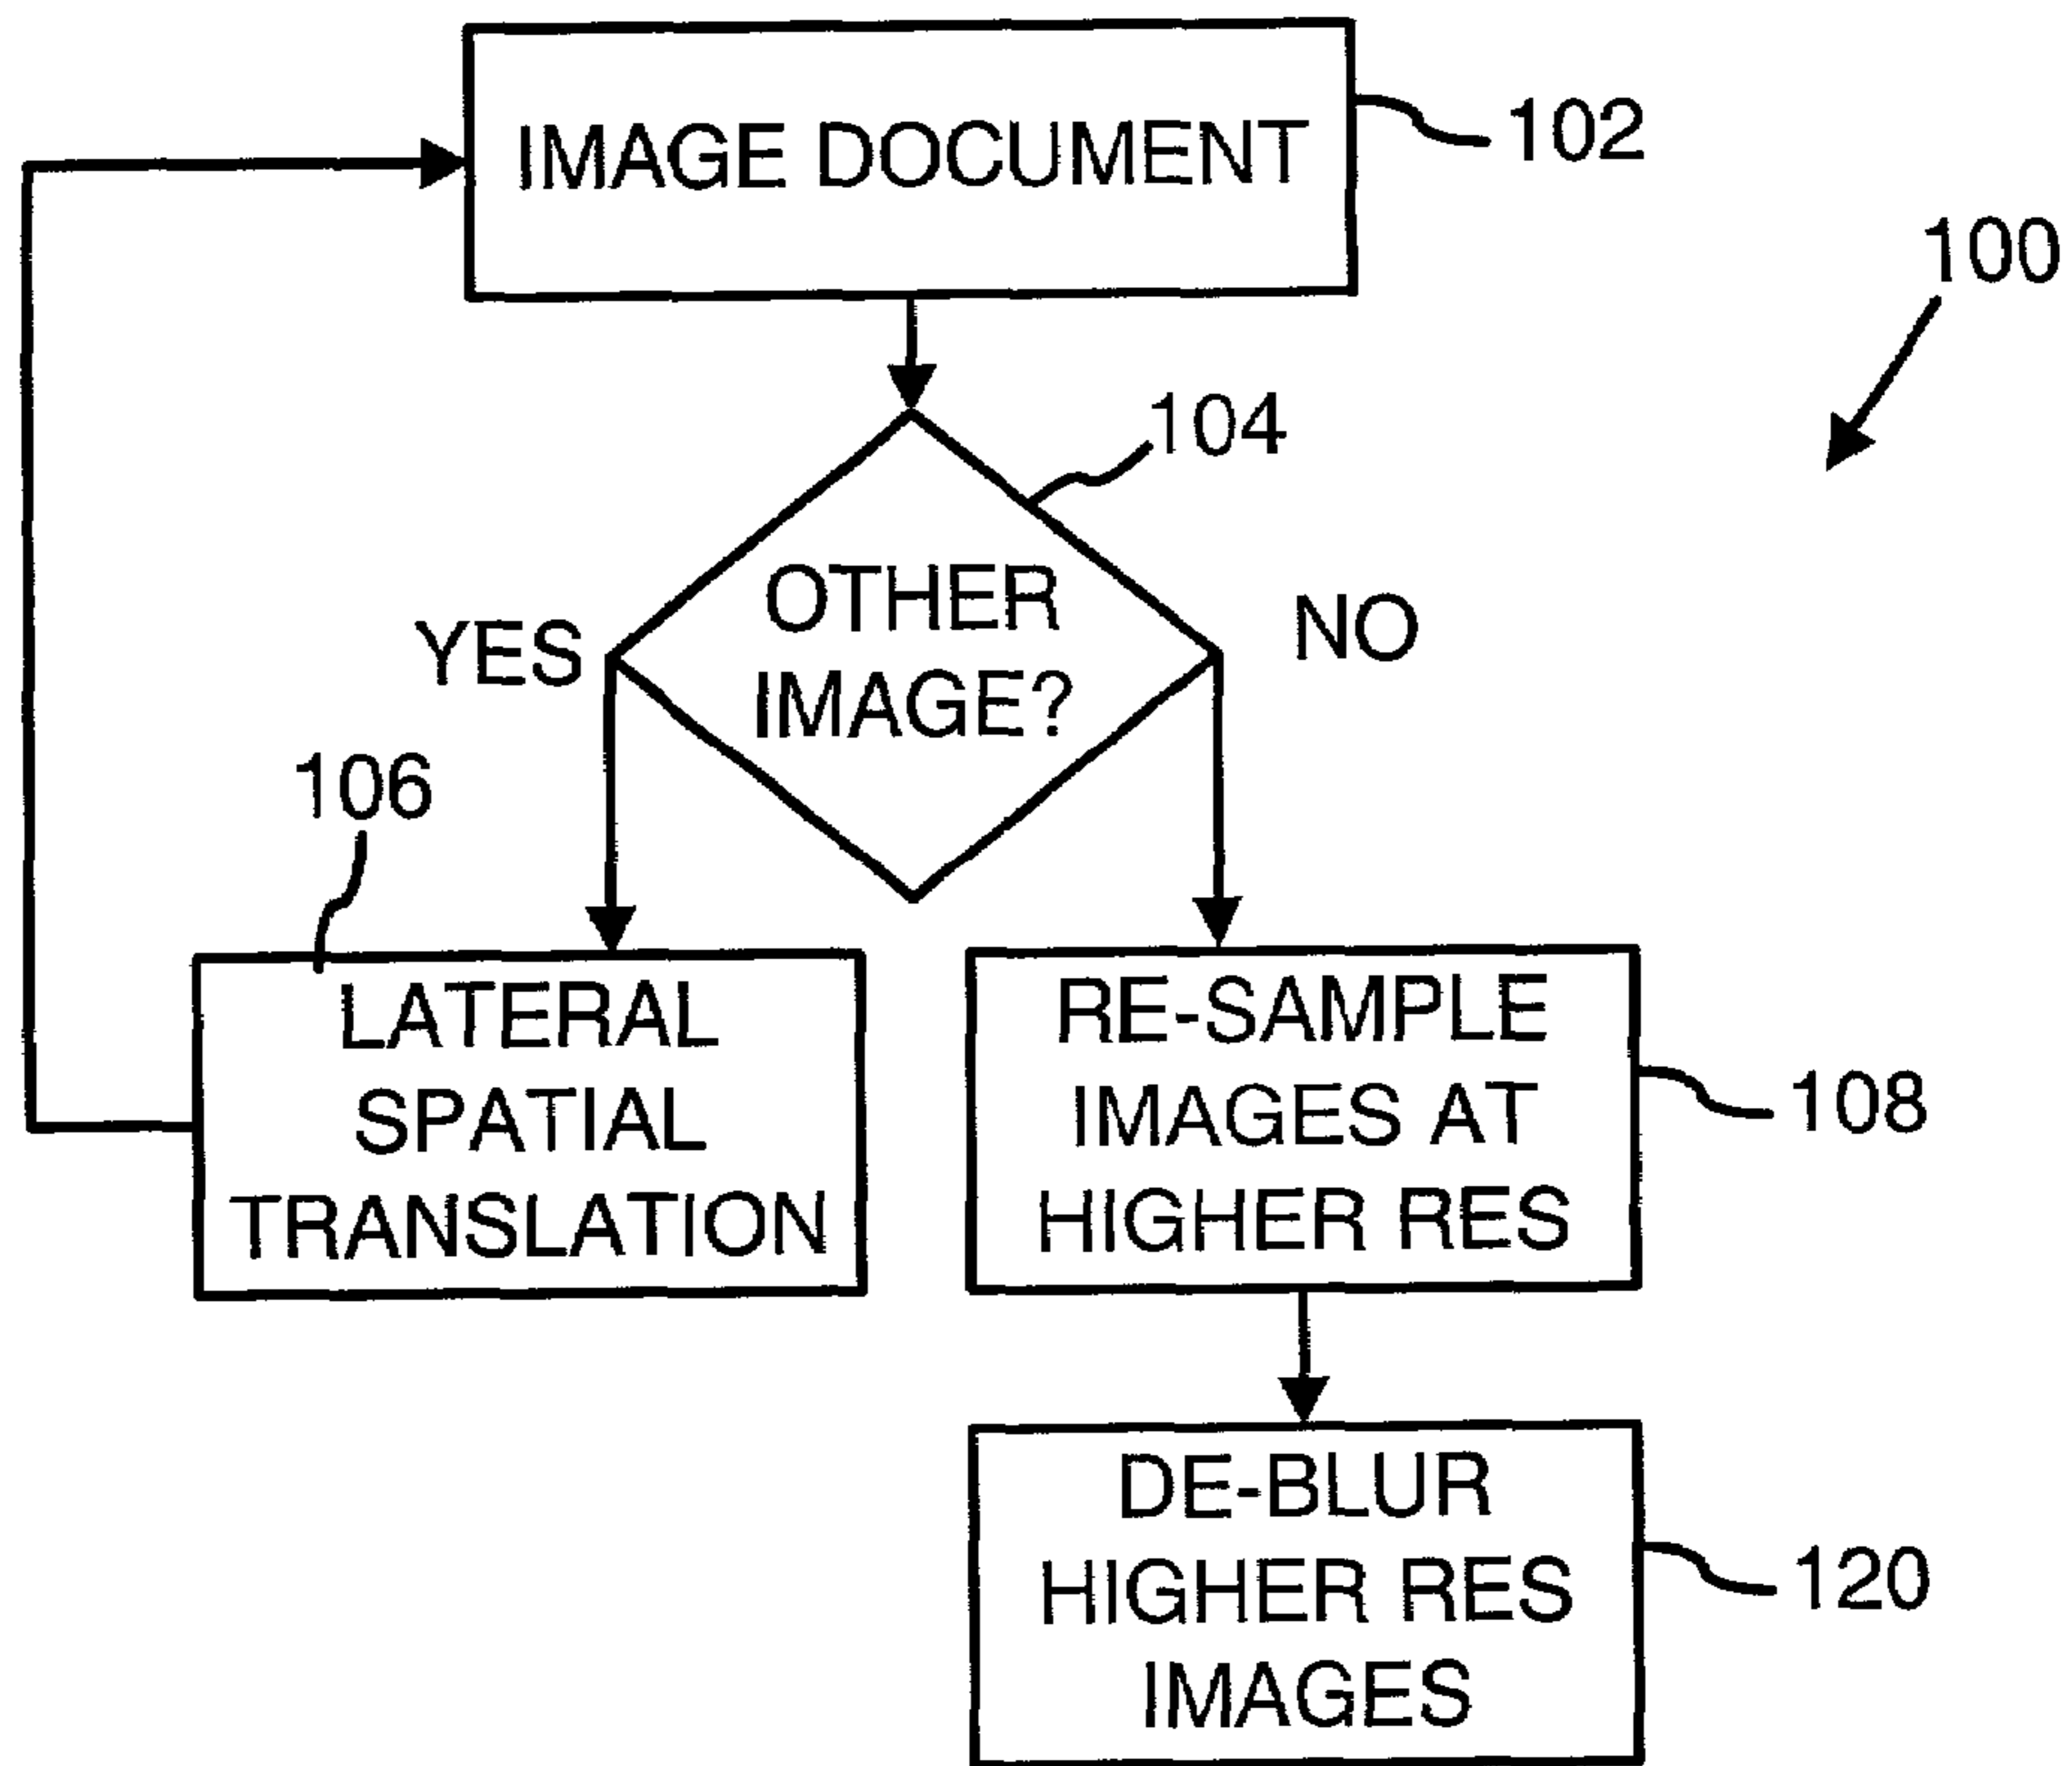 IMAGE DOCUMENT
102
100
104
OTHER
IMAGE?
YES
NO
106
LATERAL
SPATIAL
TRANSLATION
RE-SAMPLE
IMAGES AT
HIGHER RES
108
DE-BLUR
HIGHER RES
IMAGES
120